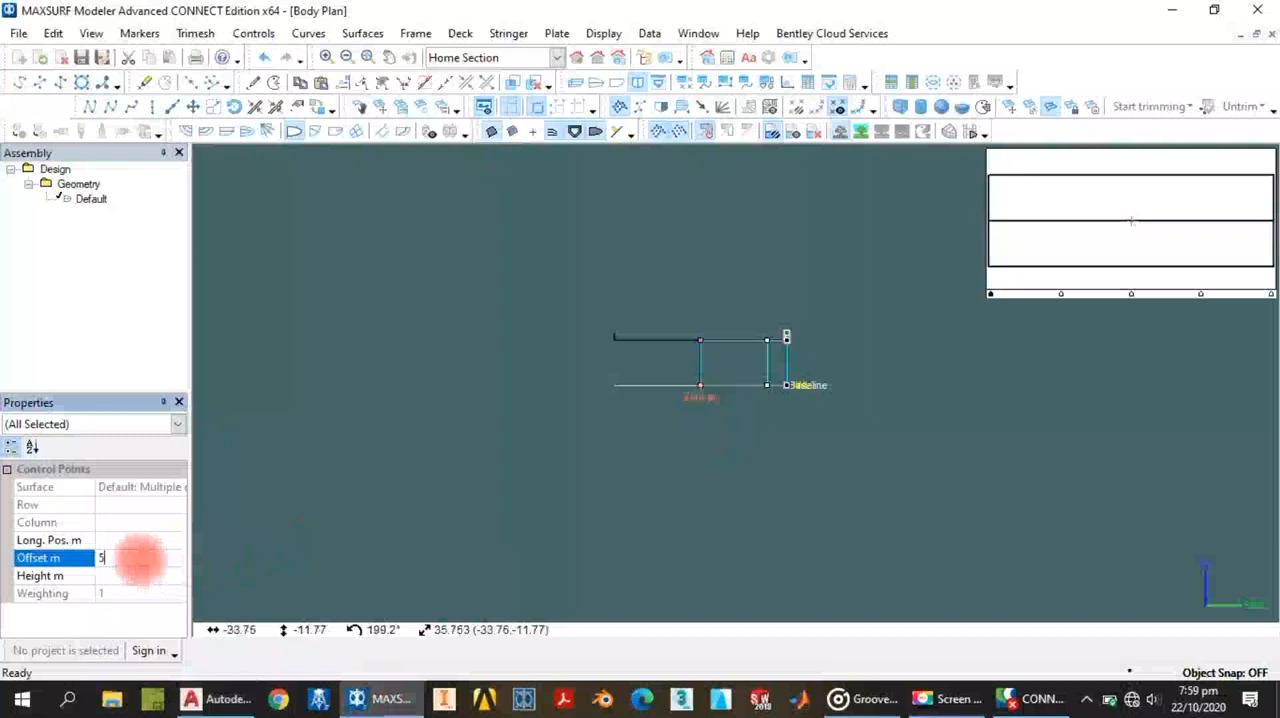 MAXSURF Modeler Advanced CONNECT Edition x64 - [Body Plan]
File Edit View Markers Trimesh Controls Curves Surfaces Frame Deck Stringer Plate Display Data Window Help Bentley Cloud Services
Home Section
Start trimming Untrim
Assembly
Design
Geometry
Default
Baseline
Properties
(All Selected)
Control Points
Surface Default: Multiple
Row
Column
Long. Pos. m
Offset m 5
Height m
Weighting 1
-33.75 -11.77 199.2° 35.753 (-33.76,-11.77)
No project is selected Sign in
Ready Object Snap: OFF
Autode... MAXS... Groove... Screen ... CONN...
7:59 pm
22/10/2020